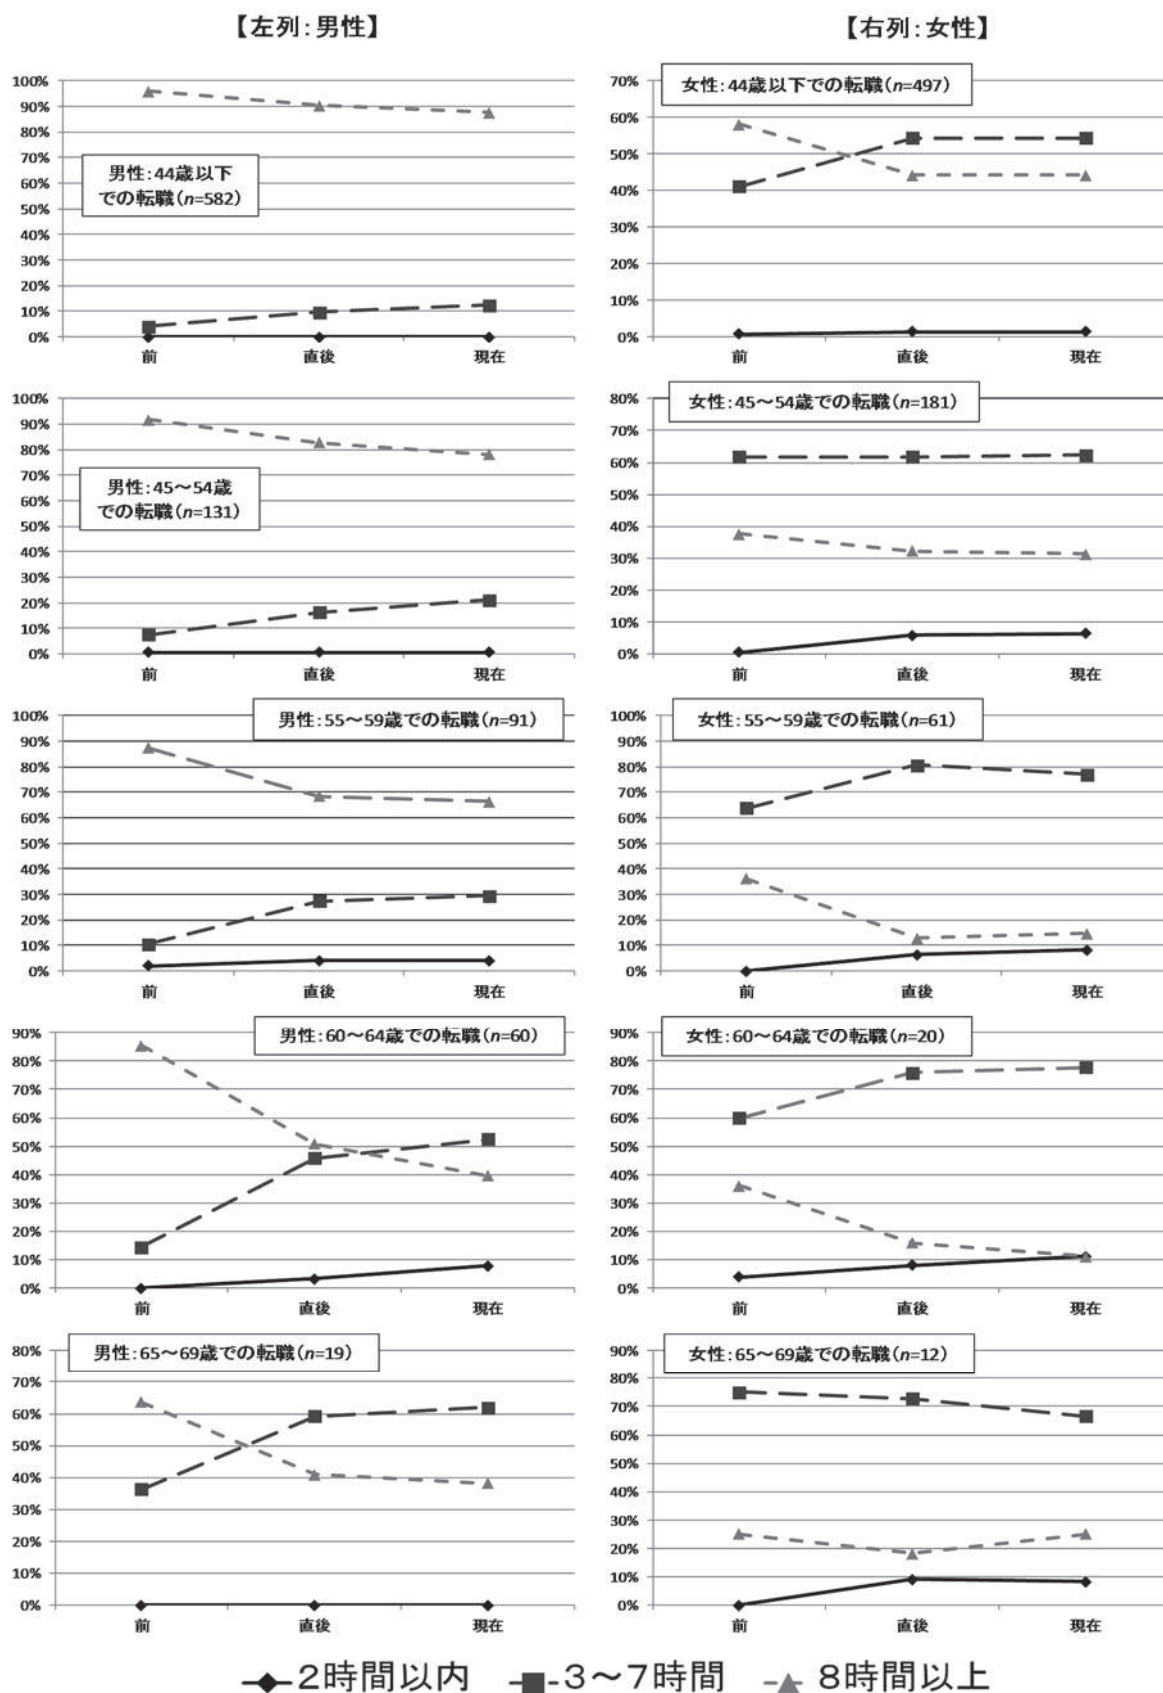 【左列：男性】
【右列：女性】
男性：44歳以下
での転職（n=582）
100%
90%
80%
70%
60%
50%
40%
30%
20%
10%
0%
前
直後
現在
女性：44歳以下での転職（n=497）
70%
60%
50%
40%
30%
20%
10%
0%
前
直後
現在
男性：45～54歳
での転職（n=131）
100%
90%
80%
70%
60%
50%
40%
30%
20%
10%
0%
前
直後
現在
女性：45～54歳での転職（n=181）
80%
70%
60%
50%
40%
30%
20%
10%
0%
前
直後
現在
男性：55～59歳での転職（n=91）
100%
90%
80%
70%
60%
50%
40%
30%
20%
10%
0%
前
直後
現在
女性：55～59歳での転職（n=61）
100%
90%
80%
70%
60%
50%
40%
30%
20%
10%
0%
前
直後
現在
男性：60～64歳での転職（n=60）
90%
80%
70%
60%
50%
40%
30%
20%
10%
0%
前
直後
現在
女性：60～64歳での転職（n=20）
90%
80%
70%
60%
50%
40%
30%
20%
10%
0%
前
直後
現在
男性：65～69歳での転職（n=19）
80%
70%
60%
50%
40%
30%
20%
10%
0%
前
直後
現在
女性：65～69歳での転職（n=12）
90%
80%
70%
60%
50%
40%
30%
20%
10%
0%
前
直後
現在
2時間以内 3～7時間 8時間以上